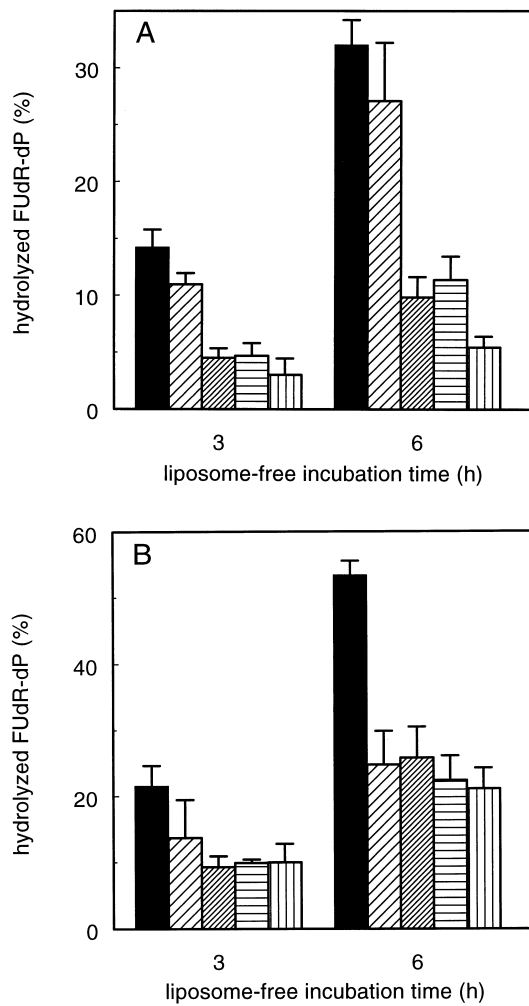 A
hydrolyzed FUdR-dP (%)
30
20
10
0
3 6
liposome-free incubation time (h)
B
hydrolyzed FUdR-dP (%)
60
40
20
0
3 6
liposome-free incubation time (h)